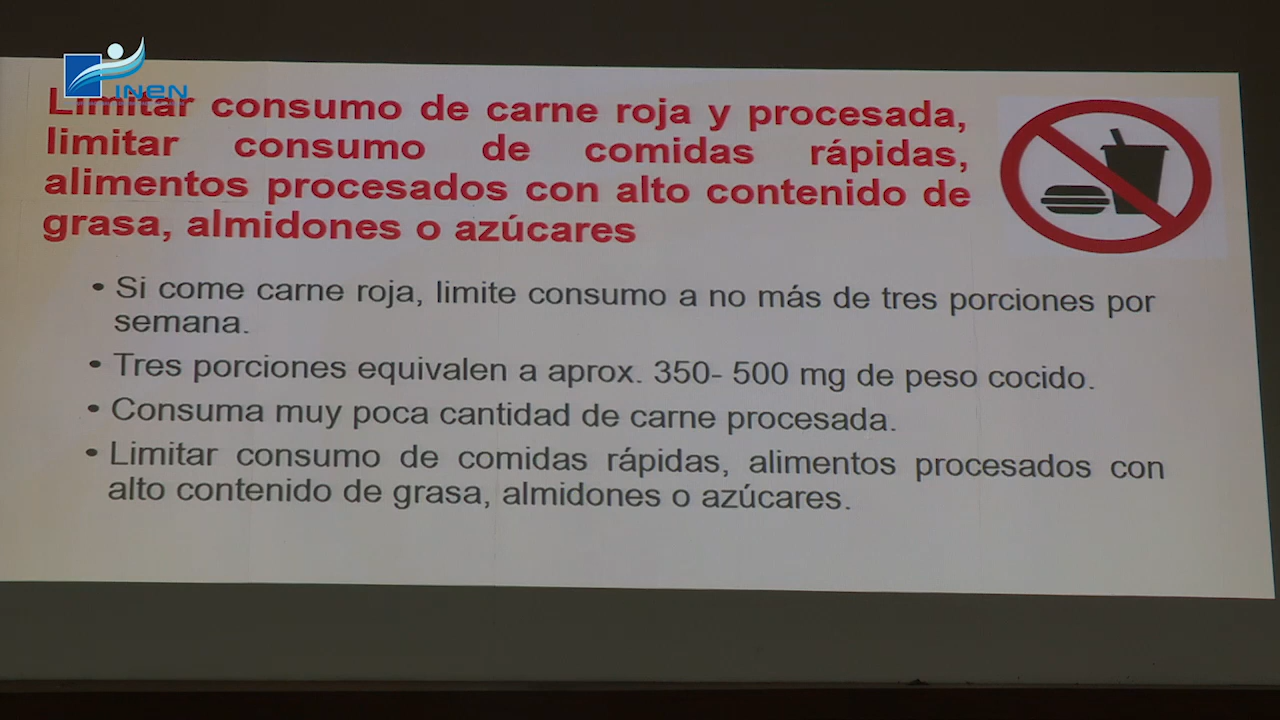 INEN
Limitar consumo de carne roja y procesada,
limitar consumo de comidas rápidas,
alimentos procesados con alto contenido de
grasa, almidones o azúcares
• Si come carne roja, limite consumo a no más de tres porciones por
semana.
• Tres porciones equivalen a aprox. 350- 500 mg de peso cocido.
• Consuma muy poca cantidad de carne procesada.
• Limitar consumo de comidas rápidas, alimentos procesados con
alto contenido de grasa, almidones o azúcares.